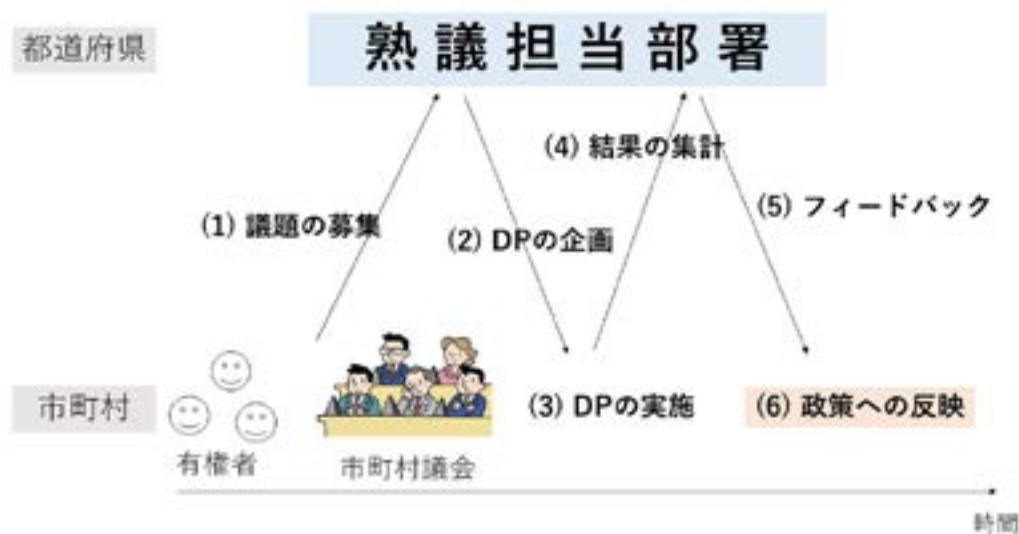 都道府県
熟議担当部署
(4) 結果の集計
(1) 議題の募集
(2) DPの企画
(5) フィードバック
市町村
有権者
市町村議会
(3) DPの実施
(6) 政策への反映
時間